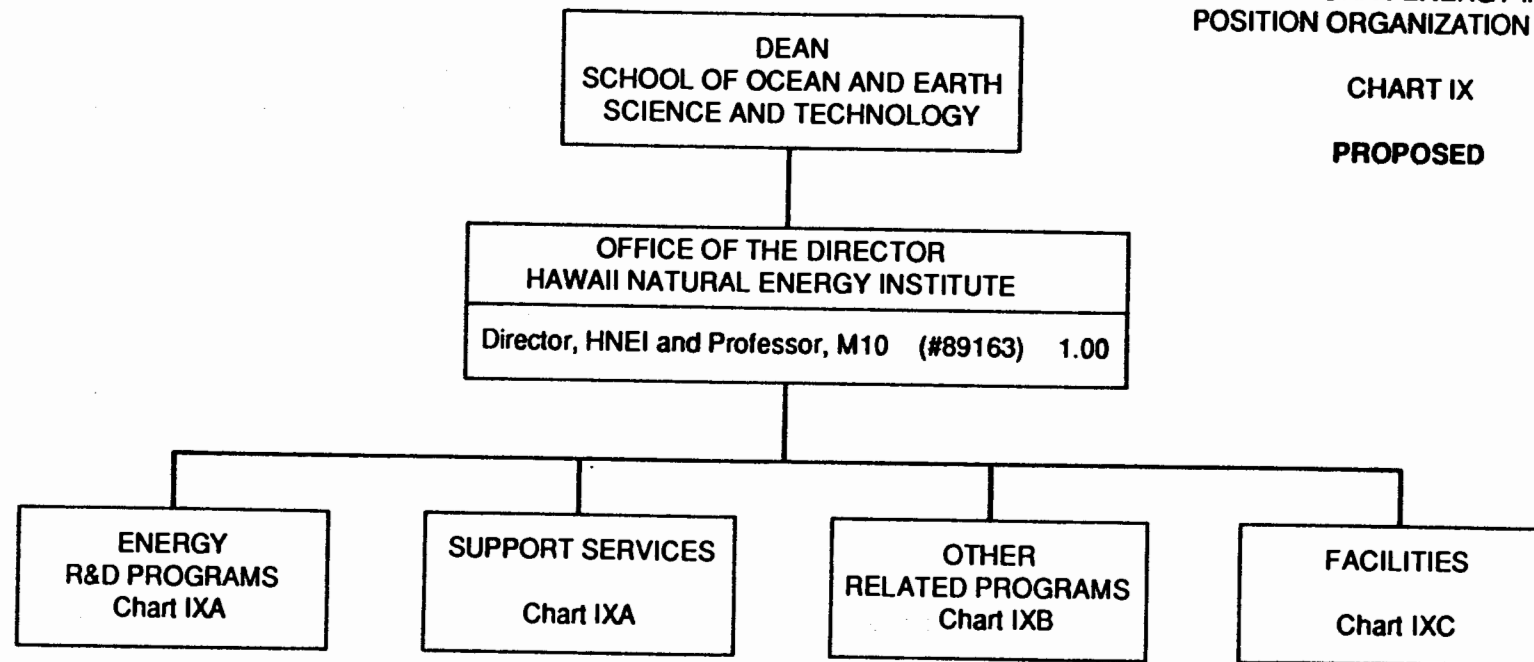 POSITION ORGANIZATION
CHART IX
PROPOSED
DEAN
SCHOOL OF OCEAN AND EARTH
SCIENCE AND TECHNOLOGY
OFFICE OF THE DIRECTOR
HAWAII NATURAL ENERGY INSTITUTE
Director, HNEI and Professor, M10 (#89163) 1.00
ENERGY
R&D PROGRAMS
Chart IXA
SUPPORT SERVICES
Chart IXA
OTHER
RELATED PROGRAMS
Chart IXB
FACILITIES
Chart IXC